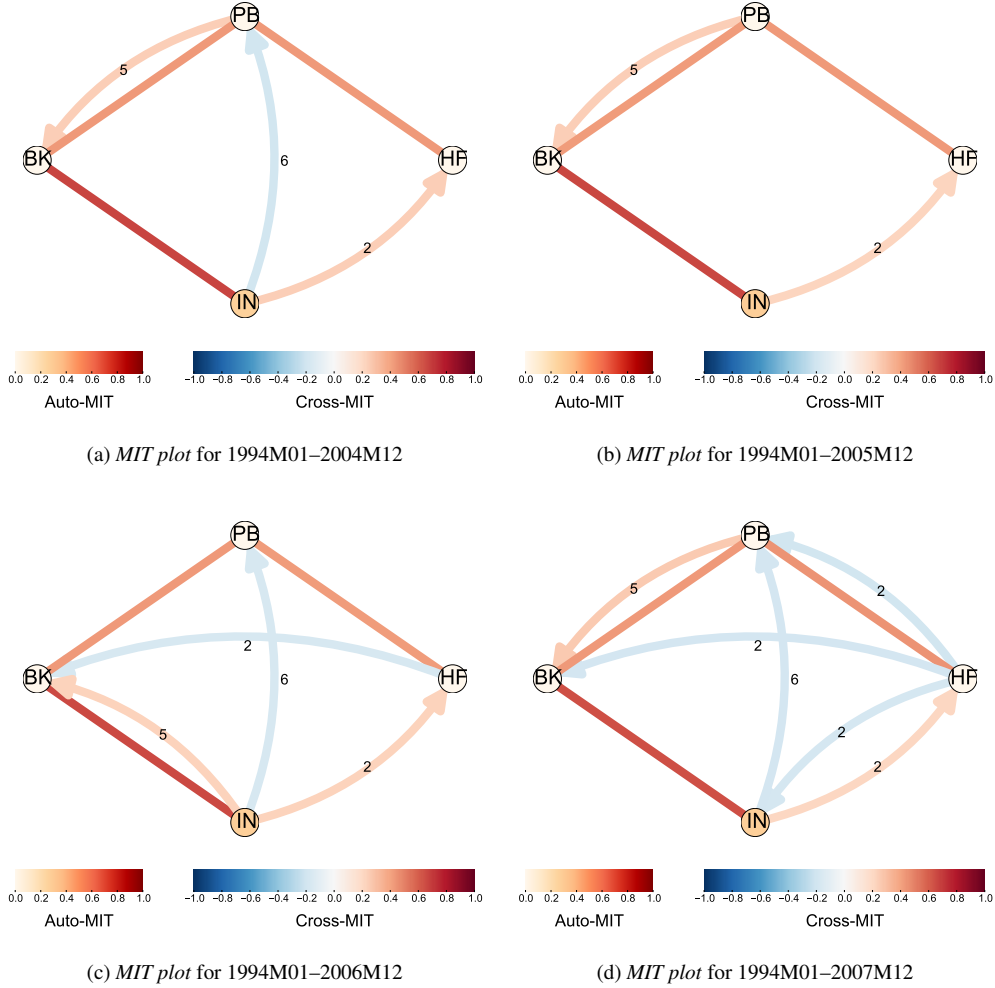 PB
5
6
BK
HF
2
IN
0.0 0.2 0.4 0.6 0.8 1.0
Auto-MIT
−1.0 −0.8 −0.6 −0.4 −0.2 0.0 0.2 0.4 0.6 0.8 1.0
Cross-MIT
(a) MIT plot for 1994M01–2004M12
PB
5
BK
HF
2
IN
0.0 0.2 0.4 0.6 0.8 1.0
Auto-MIT
−1.0 −0.8 −0.6 −0.4 −0.2 0.0 0.2 0.4 0.6 0.8 1.0
Cross-MIT
(b) MIT plot for 1994M01–2005M12
PB
2
BK
6
HF
5
2
IN
0.0 0.2 0.4 0.6 0.8 1.0
Auto-MIT
−1.0 −0.8 −0.6 −0.4 −0.2 0.0 0.2 0.4 0.6 0.8 1.0
Cross-MIT
(c) MIT plot for 1994M01–2006M12
PB
5
2
2
BK
6
HF
2
2
IN
0.0 0.2 0.4 0.6 0.8 1.0
Auto-MIT
−1.0 −0.8 −0.6 −0.4 −0.2 0.0 0.2 0.4 0.6 0.8 1.0
Cross-MIT
(d) MIT plot for 1994M01–2007M12